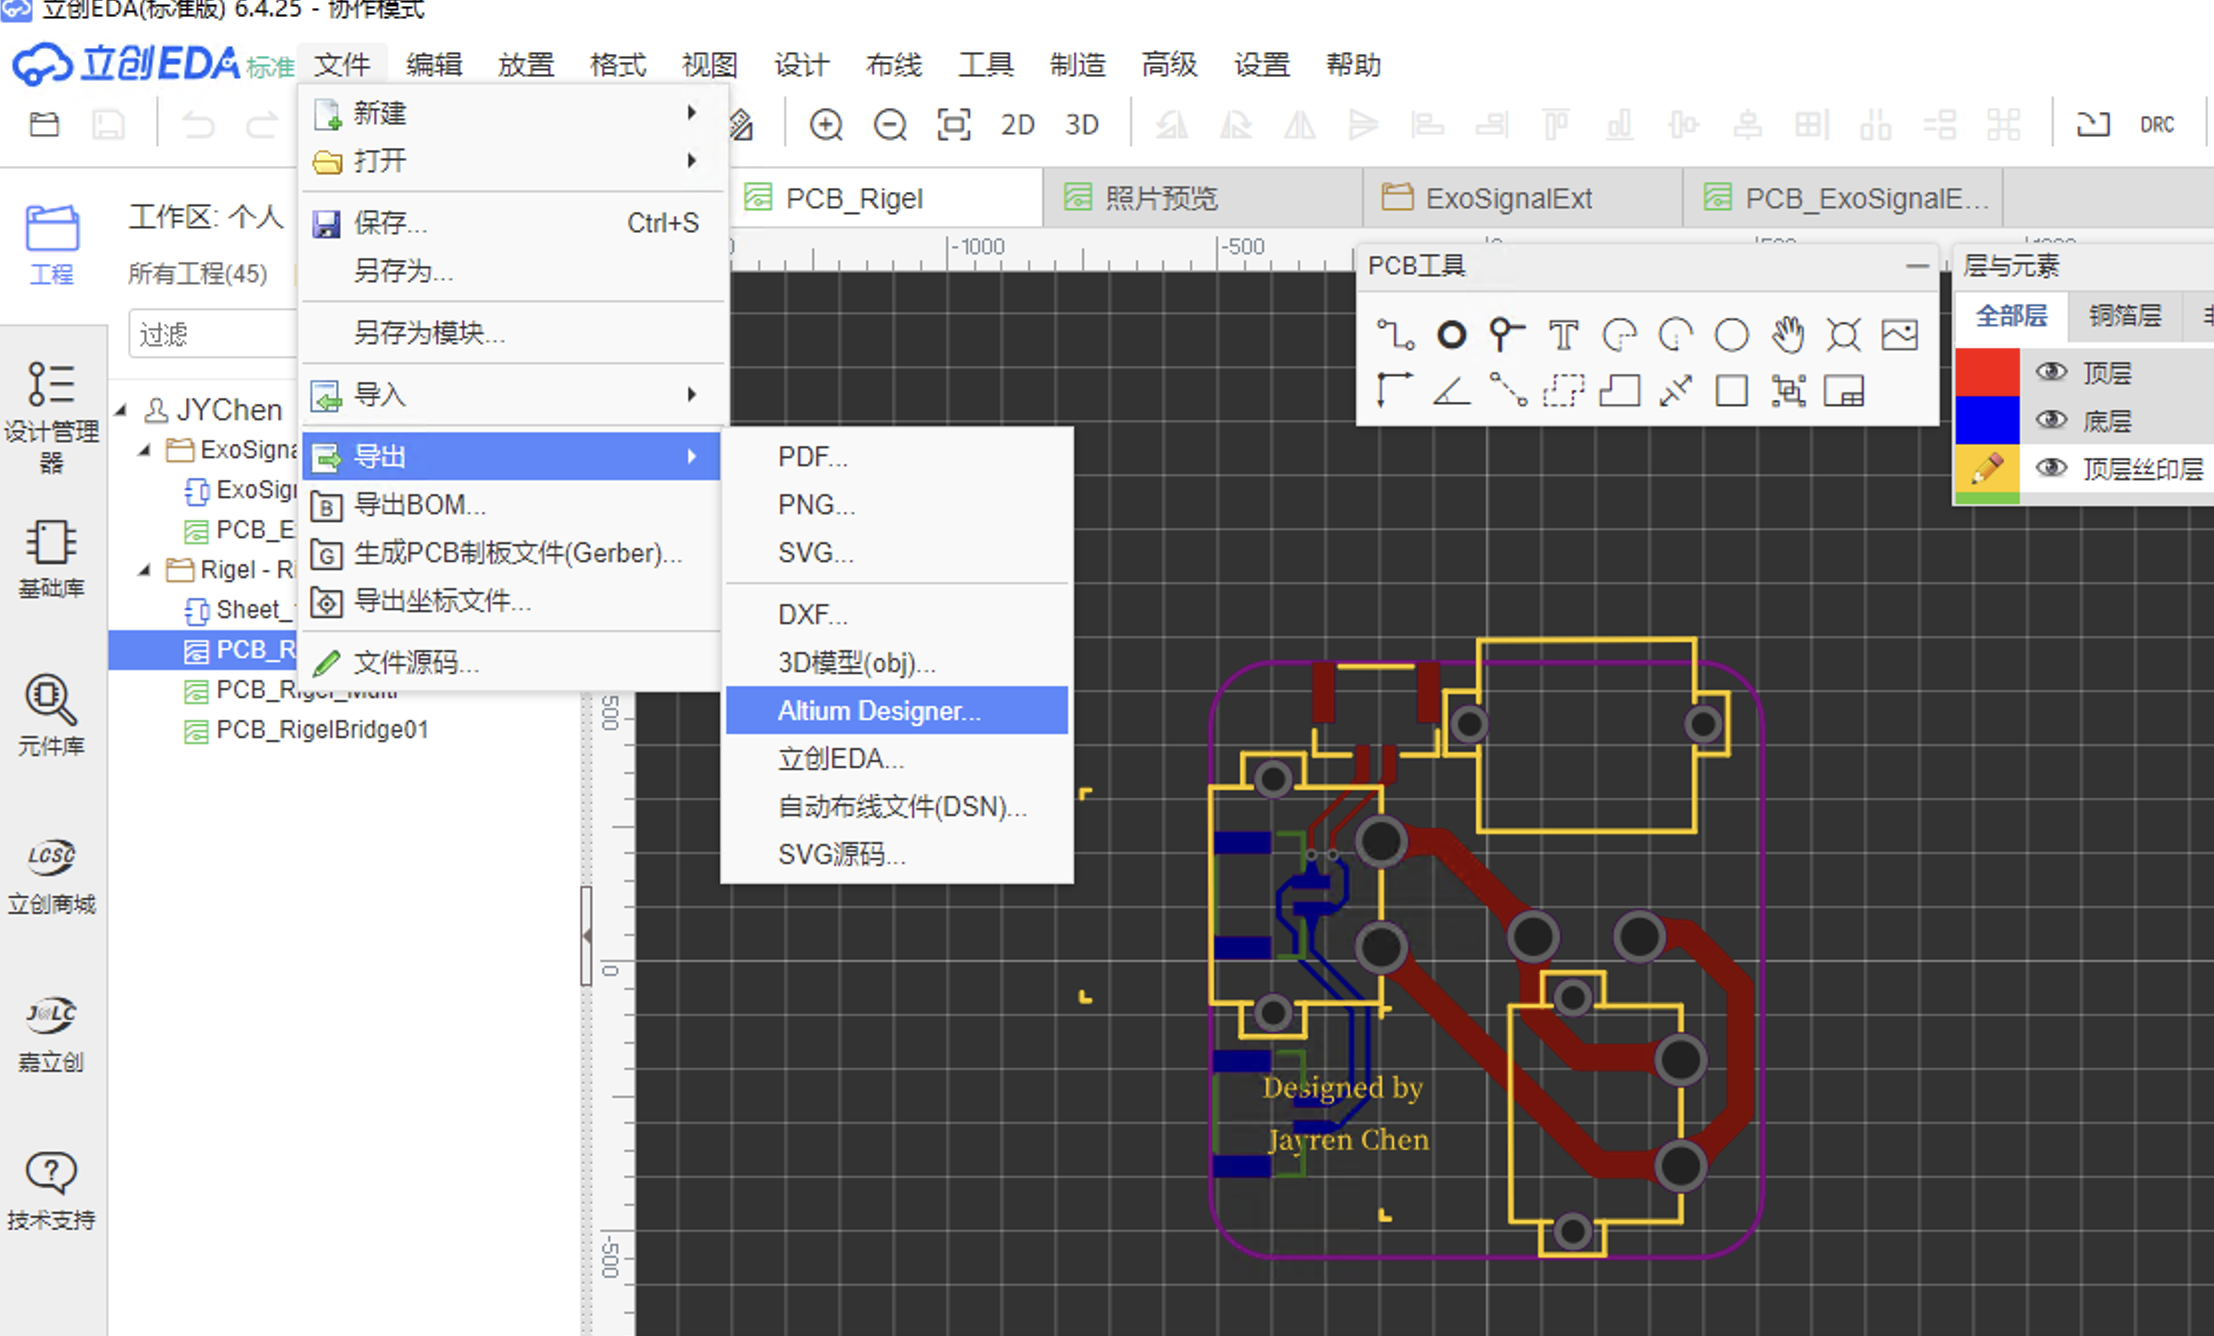 立创EDA(标准版) 6.4.25 - 协作模式
立创EDA 标准
文件 编辑 放置 格式 视图 设计 布线 工具 制造 高级 设置 帮助
2D 3D DRC
新建
打开
保存... Ctrl+S
另存为...
另存为模块...
导入
导出
导出BOM...
生成PCB制板文件(Gerber)...
导出坐标文件...
文件源码...
PDF...
PNG...
SVG...
DXF...
3D模型(obj)...
Altium Designer...
立创EDA...
自动布线文件(DSN)...
SVG源码...
工程
设计管理器
基础库
元件库
LCSC
立创商城
嘉立创
技术支持
工作区: 个人
所有工程(45)
过滤
JYChen
ExoSigna
ExoSig
PCB_E
Rigel - Ri
Sheet_
PCB_R
PCB_Rigel_Multi
PCB_RigelBridge01
PCB_Rigel 照片预览 ExoSignalExt PCB_ExoSignalE...
-1000 -500 0 500 1000
500
0
-500
PCB工具
层与元素
全部层 铜箔层
顶层
底层
顶层丝印层
Designed by
Jayren Chen